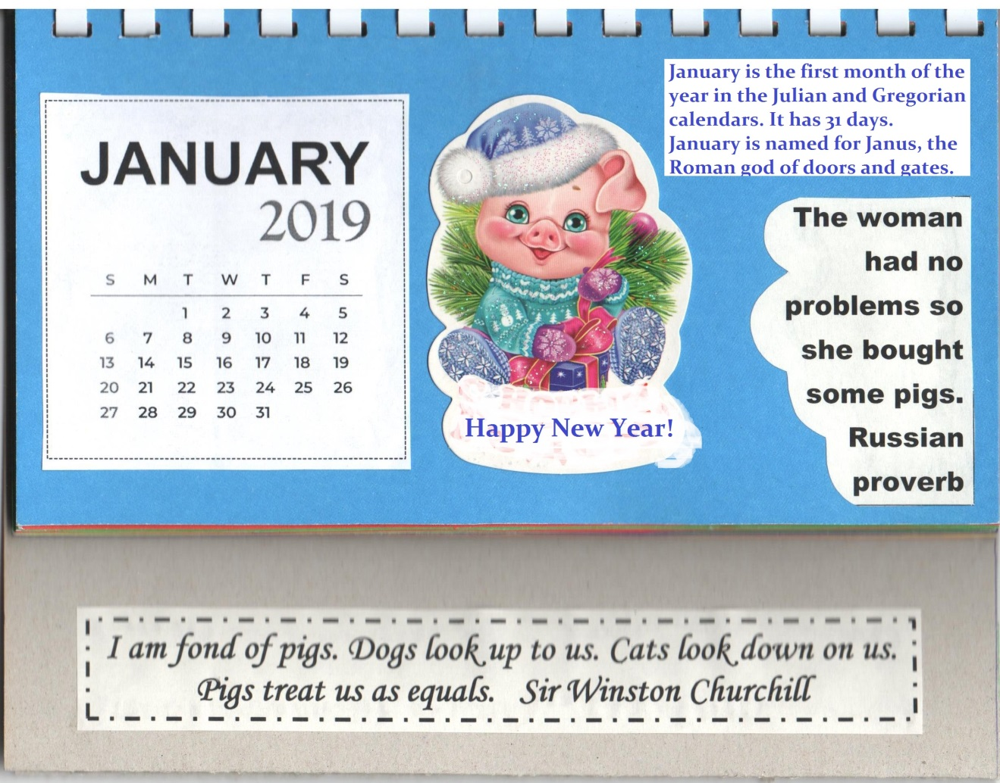 JANUARY
2019
S M T W T F S
1 2 3 4 5
6 7 8 9 10 11 12
13 14 15 16 17 18 19
20 21 22 23 24 25 26
27 28 29 30 31
Happy New Year!
January is the first month of the
year in the Julian and Gregorian
calendars. It has 31 days.
January is named for Janus, the
Roman god of doors and gates.
The woman
had no
problems so
she bought
some pigs.
Russian
proverb
I am fond of pigs. Dogs look up to us. Cats look down on us.
Pigs treat us as equals. Sir Winston Churchill